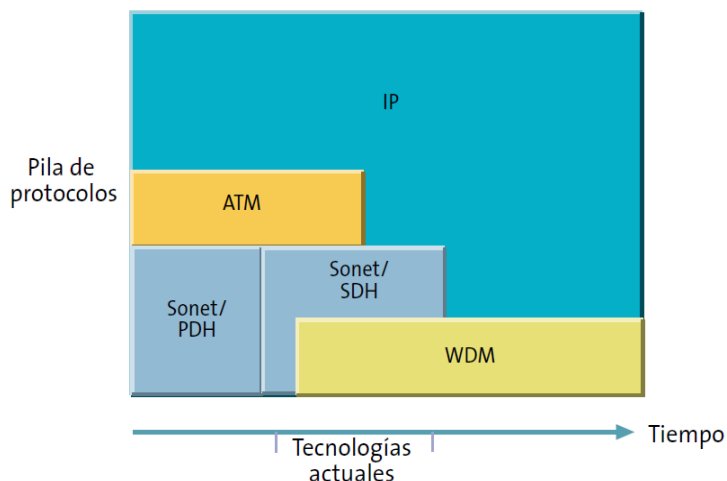 IP
Pila de
protocolos
ATM
Sonet/
PDH
Sonet/
SDH
WDM
Tiempo
Tecnologías
actuales